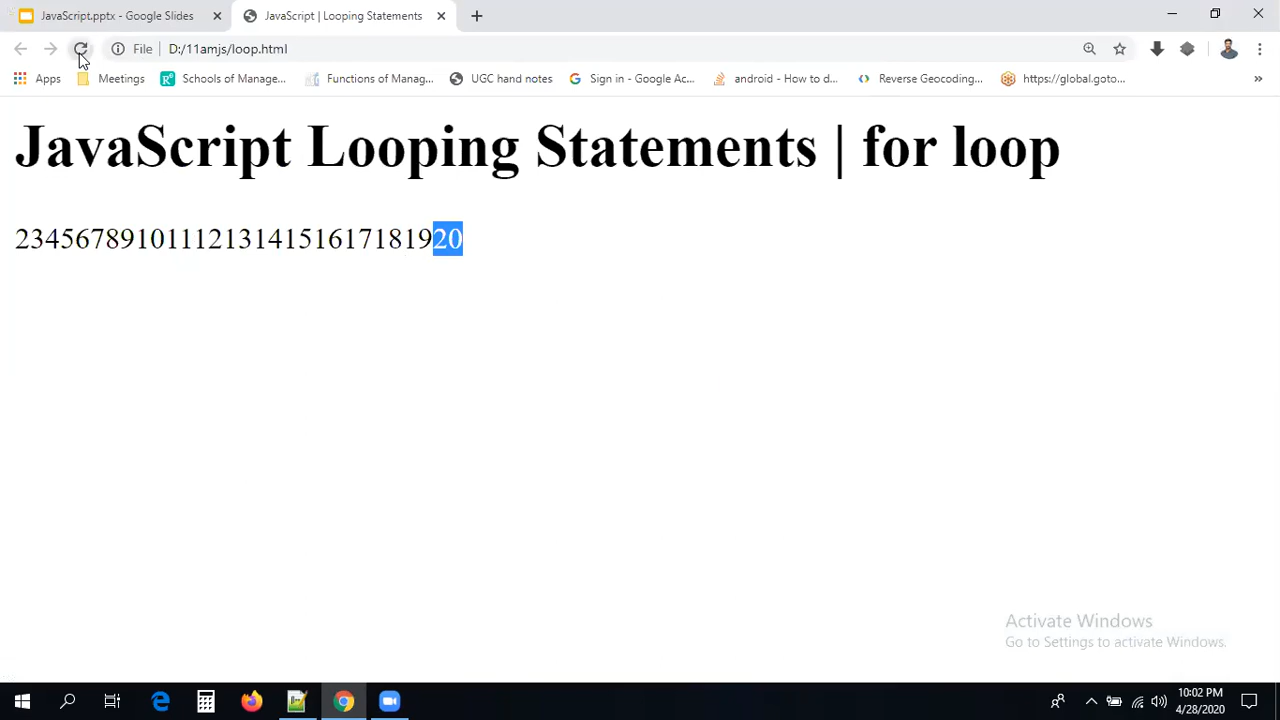 JavaScript.pptx - Google Slides
JavaScript | Looping Statements
File
D:/11amjs/loop.html
Apps
Meetings
Schools of Manage...
Functions of Manag...
UGC hand notes
Sign in - Google Ac...
android - How to d...
Reverse Geocoding...
https://global.goto...
JavaScript Looping Statements | for loop
234567891011121314151617181920
Activate Windows
Go to Settings to activate Windows.
10:02 PM
4/28/2020